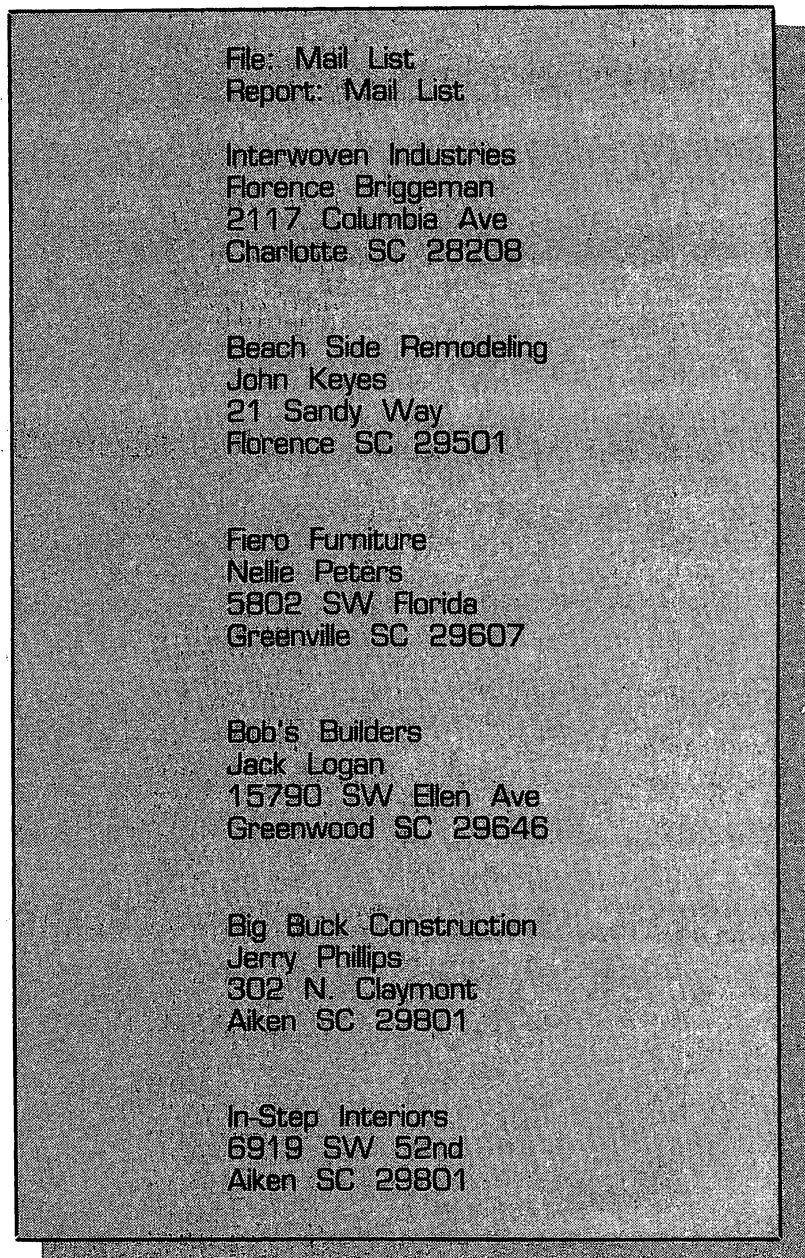 File: Mail List
Report: Mail List
Interwoven Industries
Florence Briggeman
2117 Columbia Ave
Charlotte SC 28208
Beach Side Remodeling
John Keyes
21 Sandy Way
Florence SC 29501
Fiero Furniture
Nellie Peters
5802 SW Florida
Greenville SC 29607
Bob's Builders
Jack Logan
15790 SW Ellen Ave
Greenwood SC 29646
Big Buck Construction
Jerry Phillips
302 N. Claymont
Aiken SC 29801
In-Step Interiors
6919 SW 52nd
Aiken SC 29801